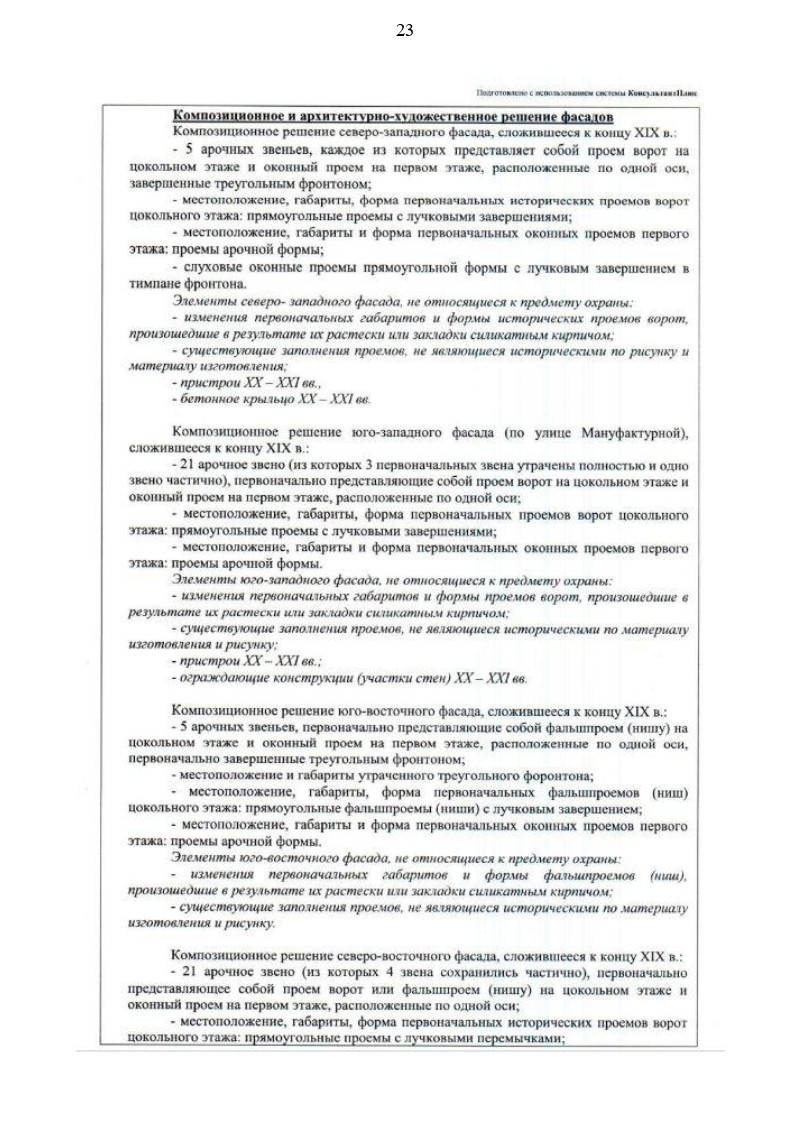 23
Подготовлено с использованием системы КонсультантПлюс
Композиционное и архитектурно-художественное решение фасадов
Композиционное решение северо-западного фасада, сложившееся к концу XIX в.:
- 5 арочных звеньев, каждое из которых представляет собой проем ворот на
цокольном этаже и оконный проем на первом этаже, расположенные по одной оси,
завершенные треугольным фронтоном;
- местоположение, габариты, форма первоначальных исторических проемов ворот
цокольного этажа: прямоугольные проемы с лучковыми завершениями;
- местоположение, габариты и форма первоначальных оконных проемов первого
этажа: проемы арочной формы;
- слуховые оконные проемы прямоугольной формы с лучковым завершением в
тимпане фронтона.
Элементы северо- западного фасада, не относящиеся к предмету охраны:
- изменения первоначальных габаритов и формы исторических проемов ворот,
произошедшие в результате их растески или закладки силикатным кирпичом;
- существующие заполнения проемов, не являющиеся историческими по рисунку и
материалу изготовления;
- пристрои XX – XXI вв.,
- бетонное крыльцо XX – XXI вв.
Композиционное решение юго-западного фасада (по улице Мануфактурной),
сложившееся к концу XIX в.:
- 21 арочное звено (из которых 3 первоначальных звена утрачены полностью и одно
звено частично), первоначально представляющие собой проем ворот на цокольном этаже и
оконный проем на первом этаже, расположенные по одной оси;
- местоположение, габариты, форма первоначальных проемов ворот цокольного
этажа: прямоугольные проемы с лучковыми завершениями;
- местоположение, габариты и форма первоначальных оконных проемов первого
этажа: проемы арочной формы.
Элементы юго-западного фасада, не относящиеся к предмету охраны:
- изменения первоначальных габаритов и формы проемов ворот, произошедшие в
результате их растески или закладки силикатным кирпичом;
- существующие заполнения проемов, не являющиеся историческими по материалу
изготовления и рисунку;
- пристрои XX – XXI вв.;
- ограждающие конструкции (участки стен) XX – XXI вв.
Композиционное решение юго-восточного фасада, сложившееся к концу XIX в.:
- 5 арочных звеньев, первоначально представляющие собой фальшпроем (нишу) на
цокольном этаже и оконный проем на первом этаже, расположенные по одной оси,
первоначально завершенные треугольным фронтоном;
- местоположение и габариты утраченного треугольного форонтона;
- местоположение, габариты, форма первоначальных фальшпроемов (ниш)
цокольного этажа: прямоугольные фальшпроемы (ниши) с лучковым завершением;
- местоположение, габариты и форма первоначальных оконных проемов первого
этажа: проемы арочной формы.
Элементы юго-восточного фасада, не относящиеся к предмету охраны:
- изменения первоначальных габаритов и формы фальшпроемов (ниш),
произошедшие в результате их растески или закладки силикатным кирпичом;
- существующие заполнения проемов, не являющиеся историческими по материалу
изготовления и рисунку.
Композиционное решение северо-восточного фасада, сложившееся к концу XIX в.:
- 21 арочное звено (из которых 4 звена сохранились частично), первоначально
представляющее собой проем ворот или фальшпроем (нишу) на цокольном этаже и
оконный проем на первом этаже, расположенные по одной оси;
- местоположение, габариты, форма первоначальных исторических проемов ворот
цокольного этажа: прямоугольные проемы с лучковыми перемычками;